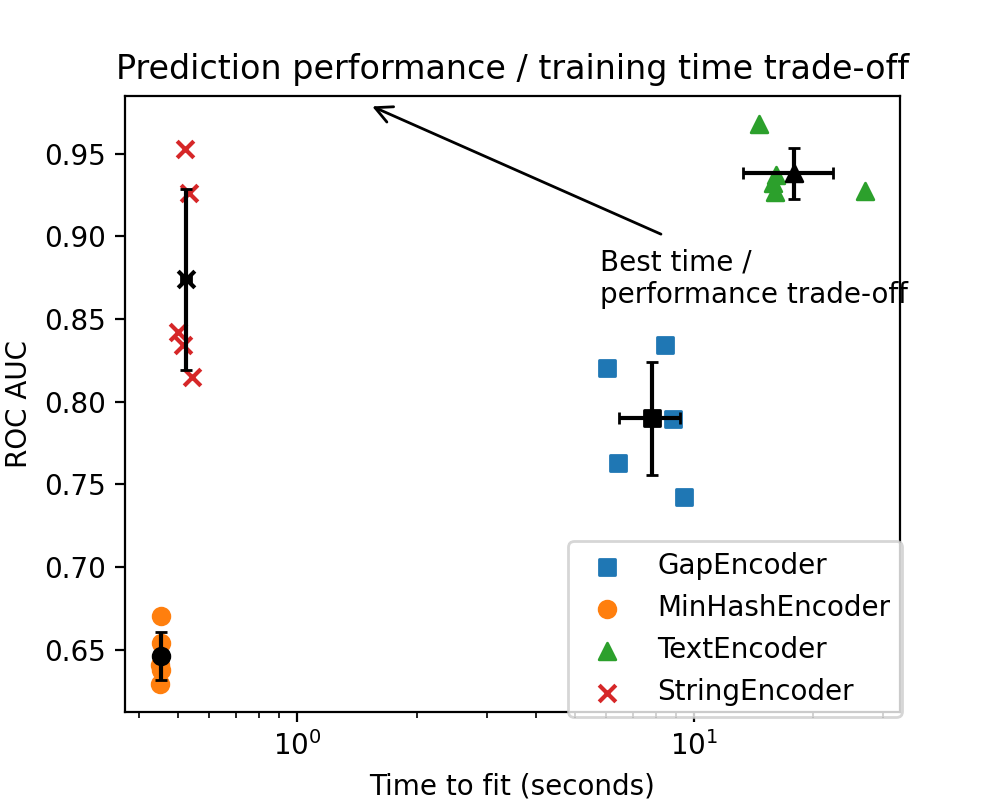 Prediction performance / training time trade-off
ROC AUC
0.95
0.90
0.85
0.80
0.75
0.70
0.65
Best time /
performance trade-off
GapEncoder
MinHashEncoder
TextEncoder
StringEncoder
10⁰
10¹
Time to fit (seconds)